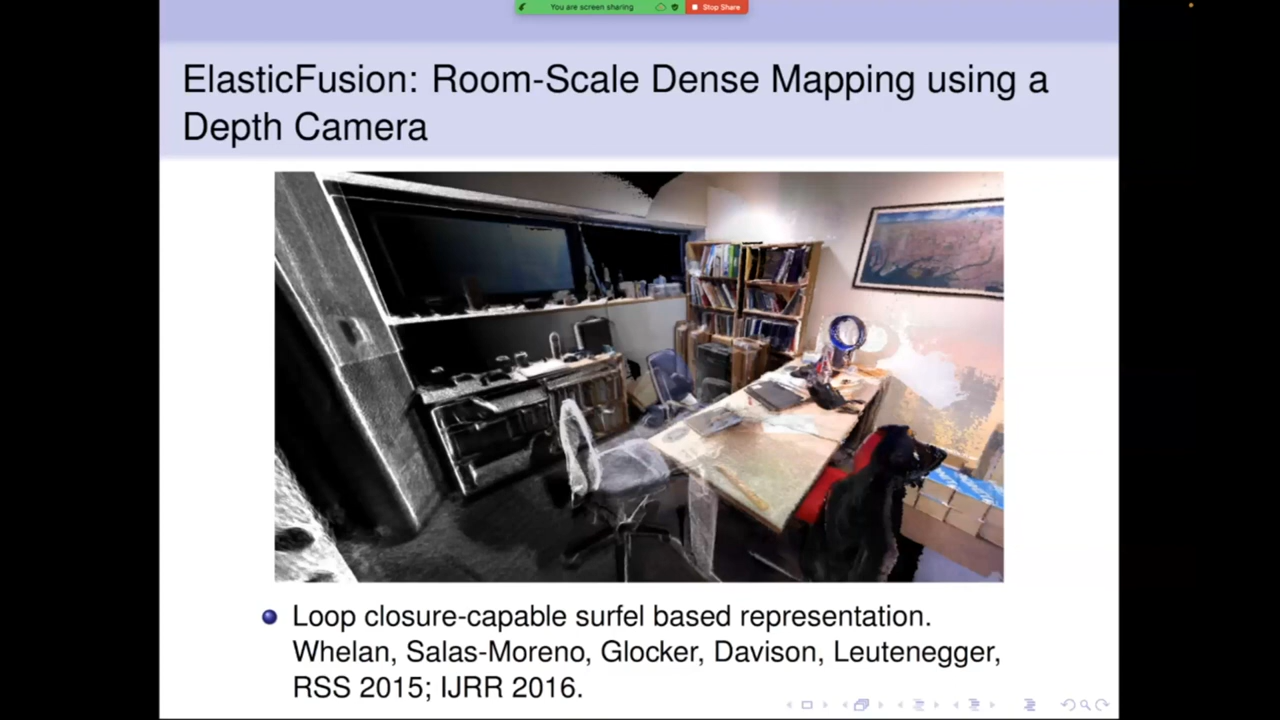 You are screen sharing
Stop Share
ElasticFusion: Room-Scale Dense Mapping using a
Depth Camera
Loop closure-capable surfel based representation.
Whelan, Salas-Moreno, Glocker, Davison, Leutenegger,
RSS 2015; IJRR 2016.